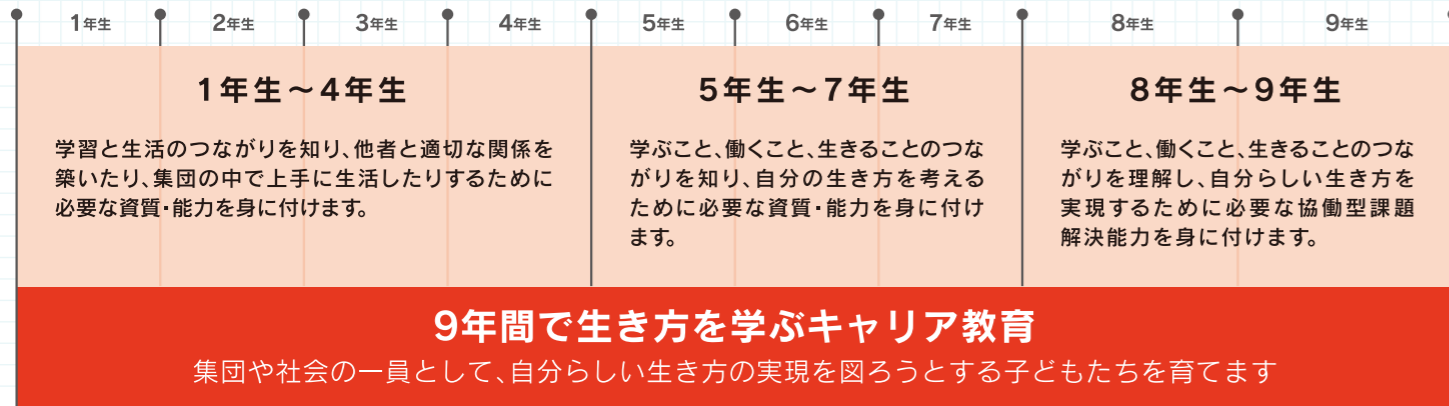 1年生 2年生 3年生 4年生 5年生 6年生 7年生 8年生 9年生
1年生～4年生
学習と生活のつながりを知り、他者と適切な関係を
築いたり、集団の中で上手に生活したりするために
必要な資質・能力を身に付けます。
5年生～7年生
学ぶこと、働くこと、生きることのつな
がりを知り、自分の生き方を考える
ために必要な資質・能力を身に付け
ます。
8年生～9年生
学ぶこと、働くこと、生きることのつな
がりを理解し、自分らしい生き方を
実現するために必要な協働型課題
解決能力を身に付けます。
9年間で生き方を学ぶキャリア教育
集団や社会の一員として、自分らしい生き方の実現を図ろうとする子どもたちを育てます